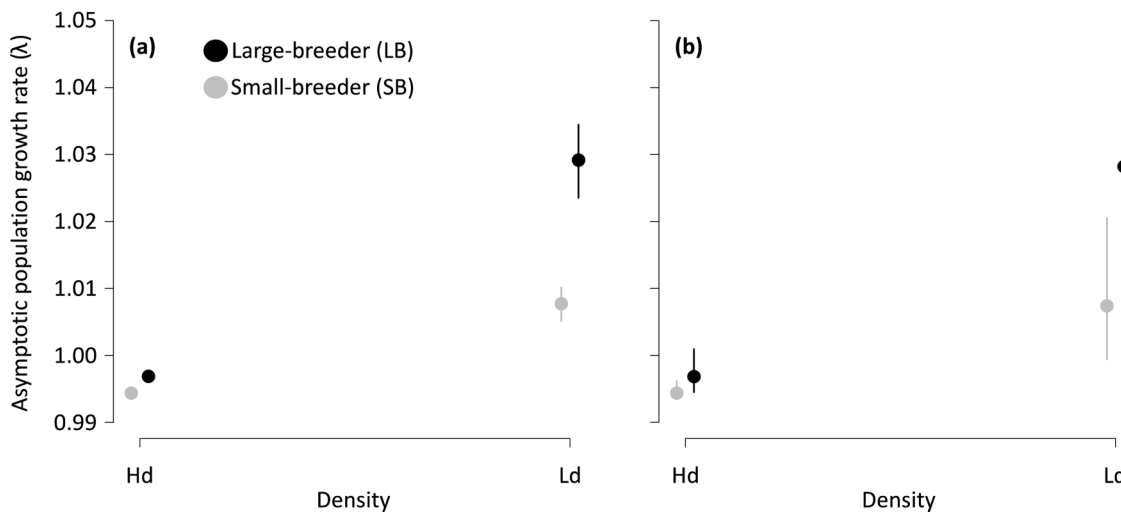 Asymptotic population growth rate (λ)
1.05
1.04
1.03
1.02
1.01
1.00
0.99
(a)
Large-breeder (LB)
Small-breeder (SB)
Hd
Ld
Density
(b)
Hd
Ld
Density